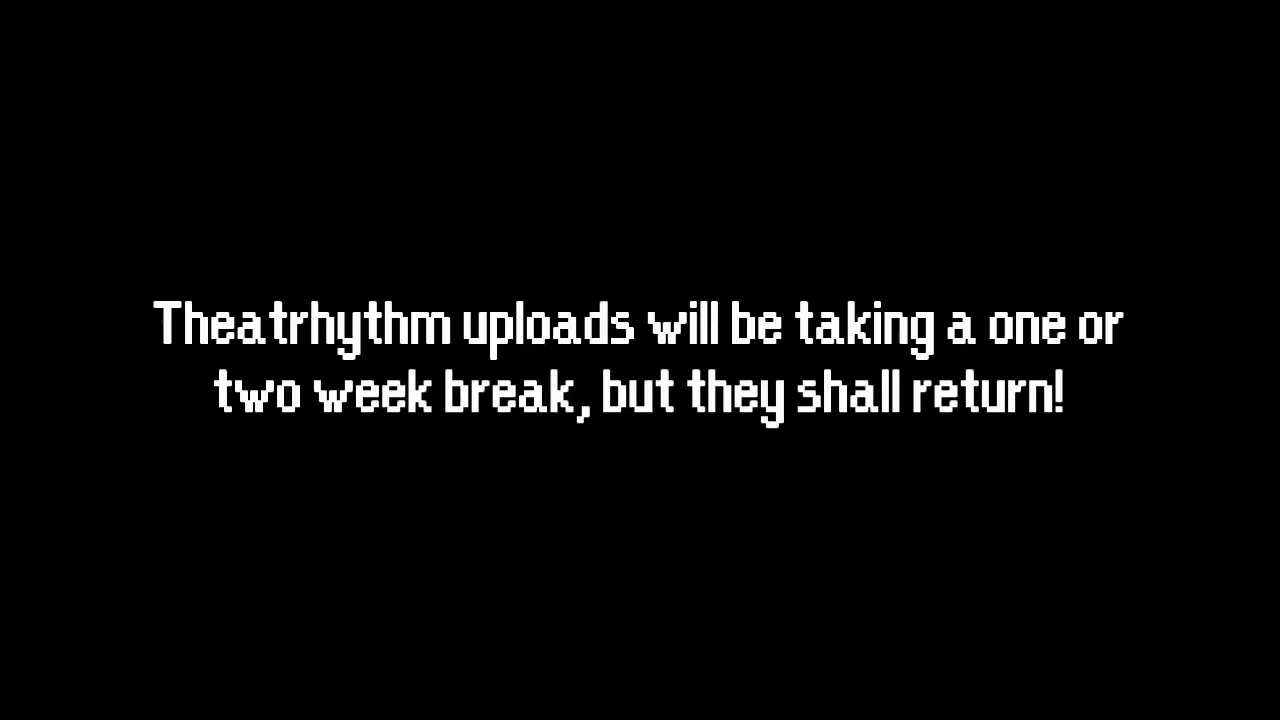 Theatrhythm uploads will be taking a one or
two week break, but they shall return!